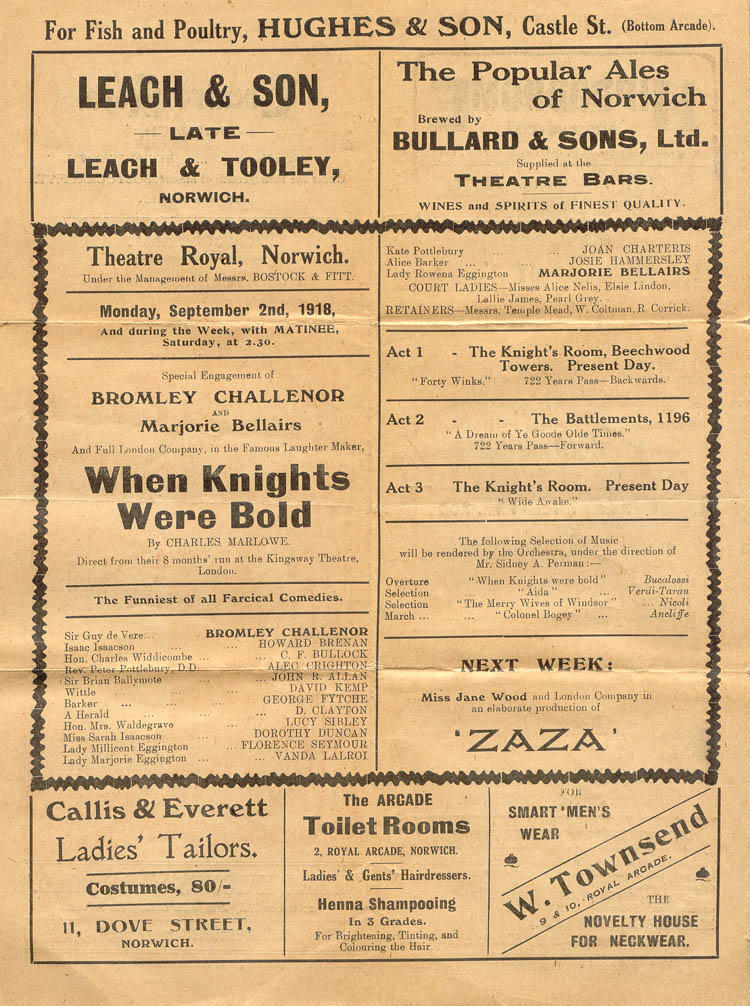 For Fish and Poultry, HUGHES & SON, Castle St. (Bottom Arcade).
LEACH & SON,
— LATE —
LEACH & TOOLEY,
NORWICH.
The Popular Ales
of Norwich
Brewed by
BULLARD & SONS, Ltd.
Supplied at the
THEATRE BARS.
WINES and SPIRITS of FINEST QUALITY.
Theatre Royal, Norwich.
Under the Management of Messrs. BOSTOCK & FITT.
Monday, September 2nd, 1918,
And during the Week, with MATINEE,
Saturday, at 2.30.
Special Engagement of
BROMLEY CHALLENOR
AND
Marjorie Bellairs
And Full London Company, in the Famous Laughter Maker,
When Knights
Were Bold
By CHARLES MARLOWE.
Direct from their 8 months' run at the Kingsway Theatre,
London.
The Funniest of all Farcical Comedies.
Sir Guy de Vere... BROMLEY CHALLENOR
Isaac Isaacson ... HOWARD BRENAN
Hon. Charles Widdicombe ... C. F. BULLOCK
Rev. Peter Pottlebury, D.D. ALEC CRIGHTON
Sir Brian Ballymote ... JOHN R. ALLAN
Wittle ... DAVID KEMP
Barker ... ... GEORGE FYTCHE
A Herald ... ... D. CLAYTON
Hon. Mrs. Waldegrave ... LUCY SIBLEY
Miss Sarah Isaacson ... DOROTHY DUNCAN
Lady Millicent Eggington ... FLORENCE SEYMOUR
Lady Marjorie Eggington ... ... VANDA LALROI
Kate Pottlebury ... ... JOAN CHARTERIS
Alice Barker ... ... JOSIE HAMMERSLEY
Lady Rowena Eggington MARJORIE BELLAIRS
COURT LADIES—Misses Alice Nelis, Elsie Lindon,
Lallie James, Pearl Grey.
RETAINERS—Messrs. Temple Mead, W. Coltman, R. Corrick.
Act 1 - The Knight's Room, Beechwood
Towers. Present Day.
"Forty Winks." 722 Years Pass—Backwards.
Act 2 - - The Battlements, 1196
"A Dream of Ye Goode Olde Times."
722 Years Pass—Forward.
Act 3 The Knight's Room. Present Day
"Wide Awake."
The following Selection of Music
will be rendered by the Orchestra, under the direction of
Mr. Sidney A. Perman :—
Overture "When Knights were bold" Bucalossi
Selection ... "Aida" ... Verdi-Taran
Selection "The Merry Wives of Windsor" ... Nicoli
March ... ... "Colonel Bogey" ... Ancliffe
NEXT WEEK:
Miss Jane Wood and London Company in
an elaborate production of
'ZAZA'
Callis & Everett
Ladies' Tailors.
Costumes, 80/-
11, DOVE STREET,
NORWICH.
The ARCADE
Toilet Rooms
2, ROYAL ARCADE, NORWICH.
Ladies' & Gents' Hairdressers.
Henna Shampooing
In 3 Grades.
For Brightening, Tinting, and
Colouring the Hair.
FOR
SMART MEN'S
WEAR
W. Townsend
9 & 10, ROYAL ARCADE.
THE
NOVELTY HOUSE
FOR NECKWEAR.